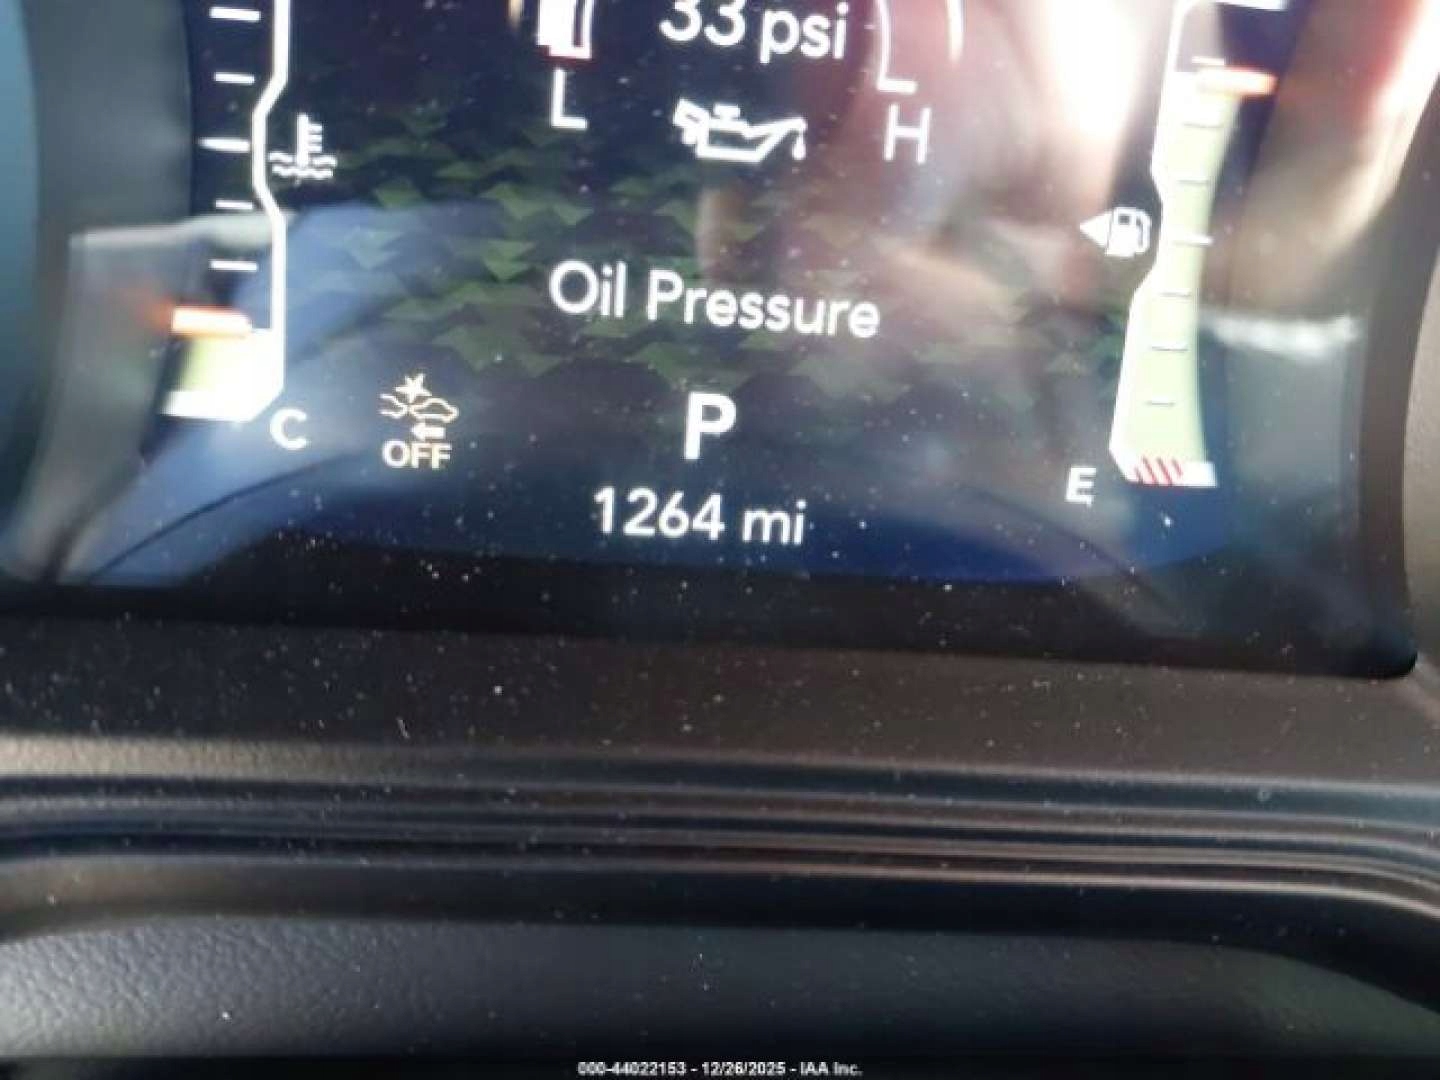 33 psi
L
H
Oil Pressure
C
OFF
P
E
1264 mi
000-44022153 - 12/26/2025 - IAA Inc.